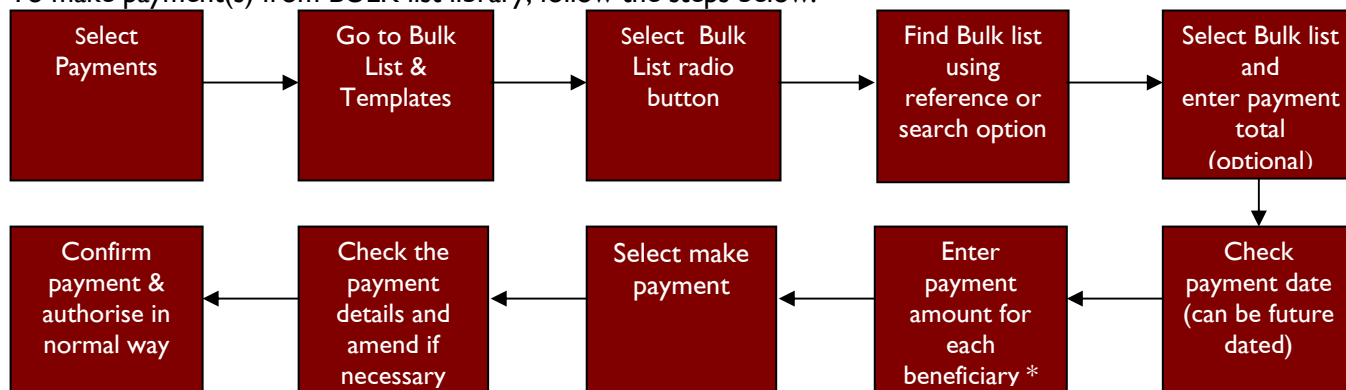 To make payment(s) from BULK list library, follow the steps below:
Select
Payments
Go to Bulk
List &
Templates
Select Bulk
List radio
button
Find Bulk list
using
reference or
search option
Select Bulk list
and
enter payment
total
(optional)
Check
payment date
(can be future
dated)
Enter
payment
amount for
each
beneficiary *
Select make
payment
Check the
payment
details and
amend if
necessary
Confirm
payment &
authorise in
normal way